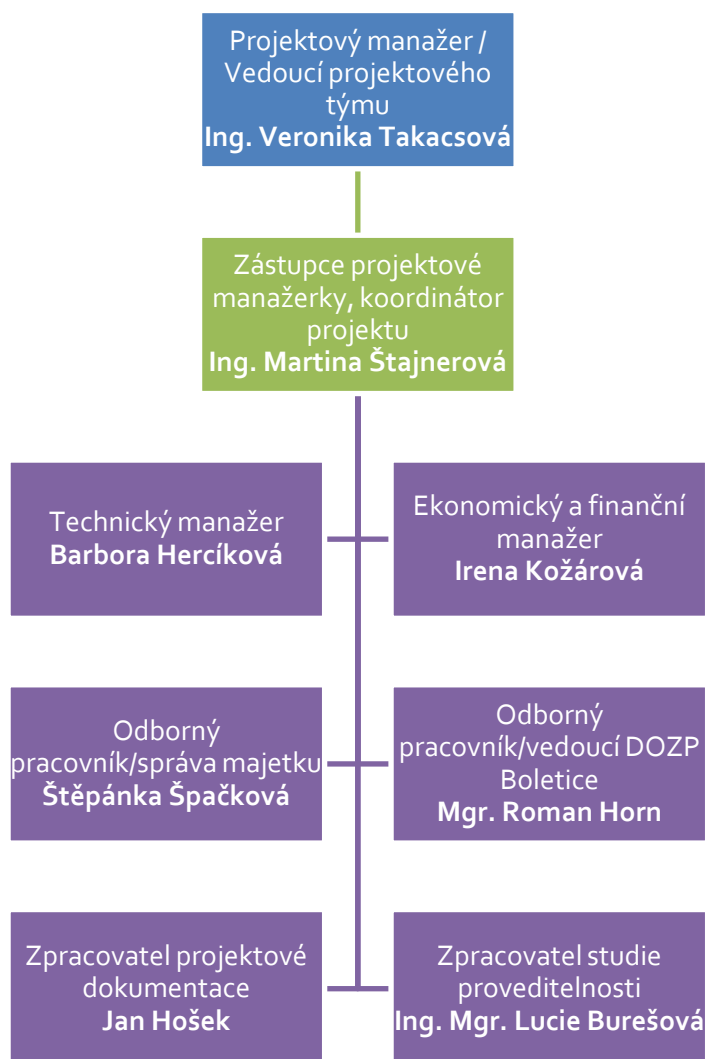 Projektový manažer /
Vedoucí projektového
týmu
Ing. Veronika Takacsová
Zástupce projektové
manažerky, koordinátor
projektu
Ing. Martina Štajnerová
Technický manažer
Barbora Hercíková
Ekonomický a finanční
manažer
Irena Kožárová
Odborný
pracovník/správa majetku
Štěpánka Špačková
Odborný
pracovník/vedoucí DOZP
Boletice
Mgr. Roman Horn
Zpracovatel projektové
dokumentace
Jan Hošek
Zpracovatel studie
proveditelnosti
Ing. Mgr. Lucie Burešová